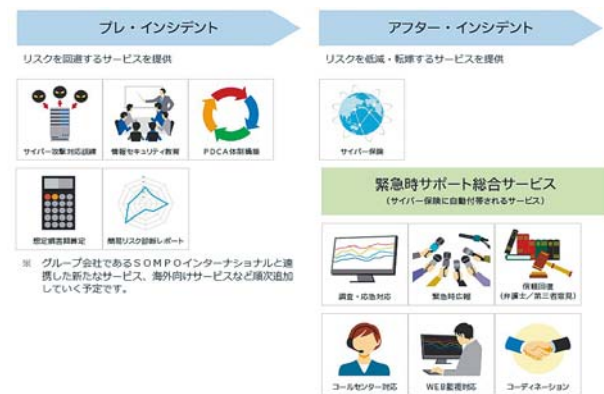 プレ・インシデント
リスクを回避するサービスを提供
サイバー攻撃対応訓練
情報セキュリティ教育
PDCA体制構築
想定損害額算定
簡易リスク診断レポート
※ グループ会社であるSOMPOインターナショナルと連
携した新たなサービス、海外向けサービスなど順次追加
していく予定です。
アフター・インシデント
リスクを低減・転嫁するサービスを提供
サイバー保険
緊急時サポート総合サービス
(サイバー保険に自動付帯されるサービス)
調査・応急対応
緊急時広報
信頼回復
(弁護士/第三者意見)
コールセンター対応
WEB監視対応
コーディネーション